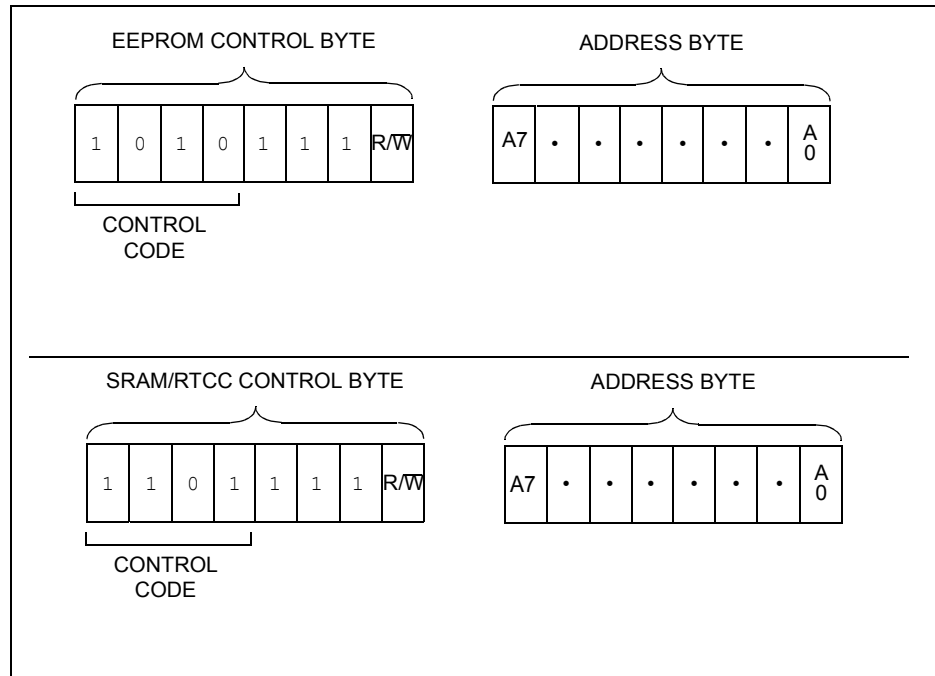 EEPROM CONTROL BYTE
ADDRESS BYTE
1 0 1 0 1 1 1 R/W̅
A7 • • • • • • A
0
CONTROL
CODE
SRAM/RTCC CONTROL BYTE
ADDRESS BYTE
1 1 0 1 1 1 1 R/W̅
A7 • • • • • • A
0
CONTROL
CODE